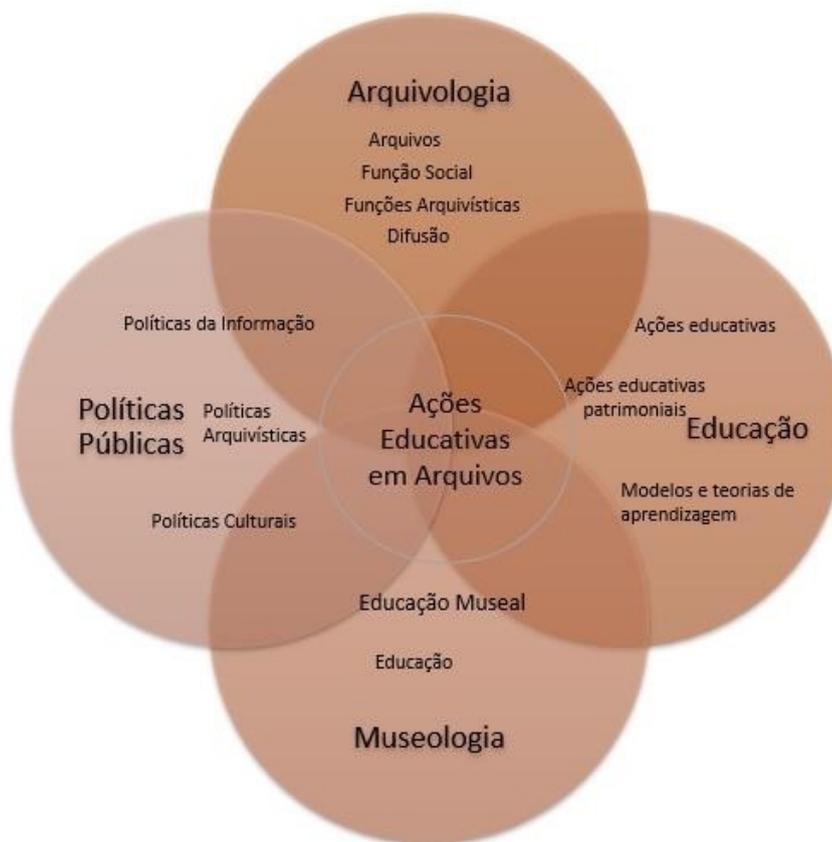 Arquivologia
Arquivos
Função Social
Funções Arquivísticas
Difusão
Políticas da Informação
Políticas
Públicas
Políticas
Arquivísticas
Políticas Culturais
Ações
Educativas
em Arquivos
Ações educativas
Ações educativas
patrimoniais
Educação
Modelos e teorias de
aprendizagem
Educação Museal
Educação
Museologia